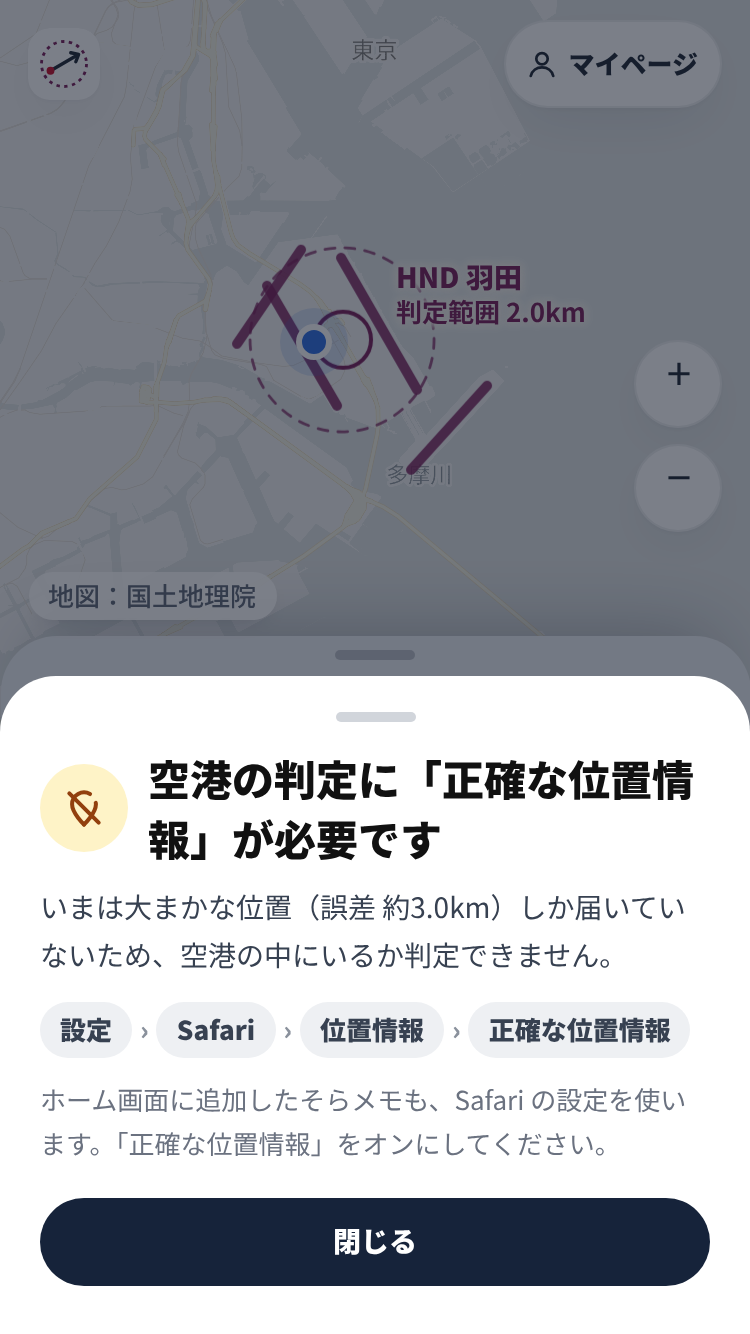 東京
マイページ
HND 羽田
判定範囲 2.0km
+
−
多摩川
地図：国土地理院
空港の判定に「正確な位置情
報」が必要です
いまは大まかな位置（誤差 約3.0km）しか届いてい
ないため、空港の中にいるか判定できません。
設定 › Safari › 位置情報 › 正確な位置情報
ホーム画面に追加したそらメモも、Safari の設定を使い
ます。「正確な位置情報」をオンにしてください。
閉じる